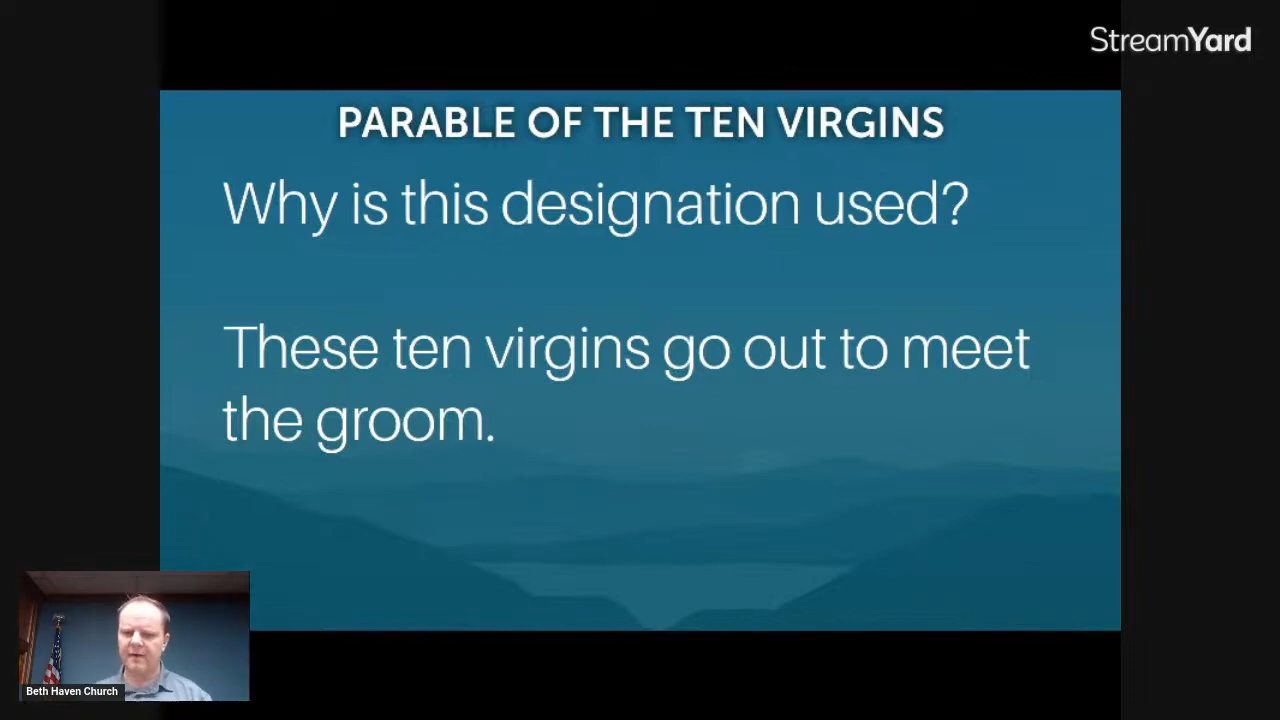 StreamYard
PARABLE OF THE TEN VIRGINS
Why is this designation used?
These ten virgins go out to meet
the groom.
Beth Haven Church